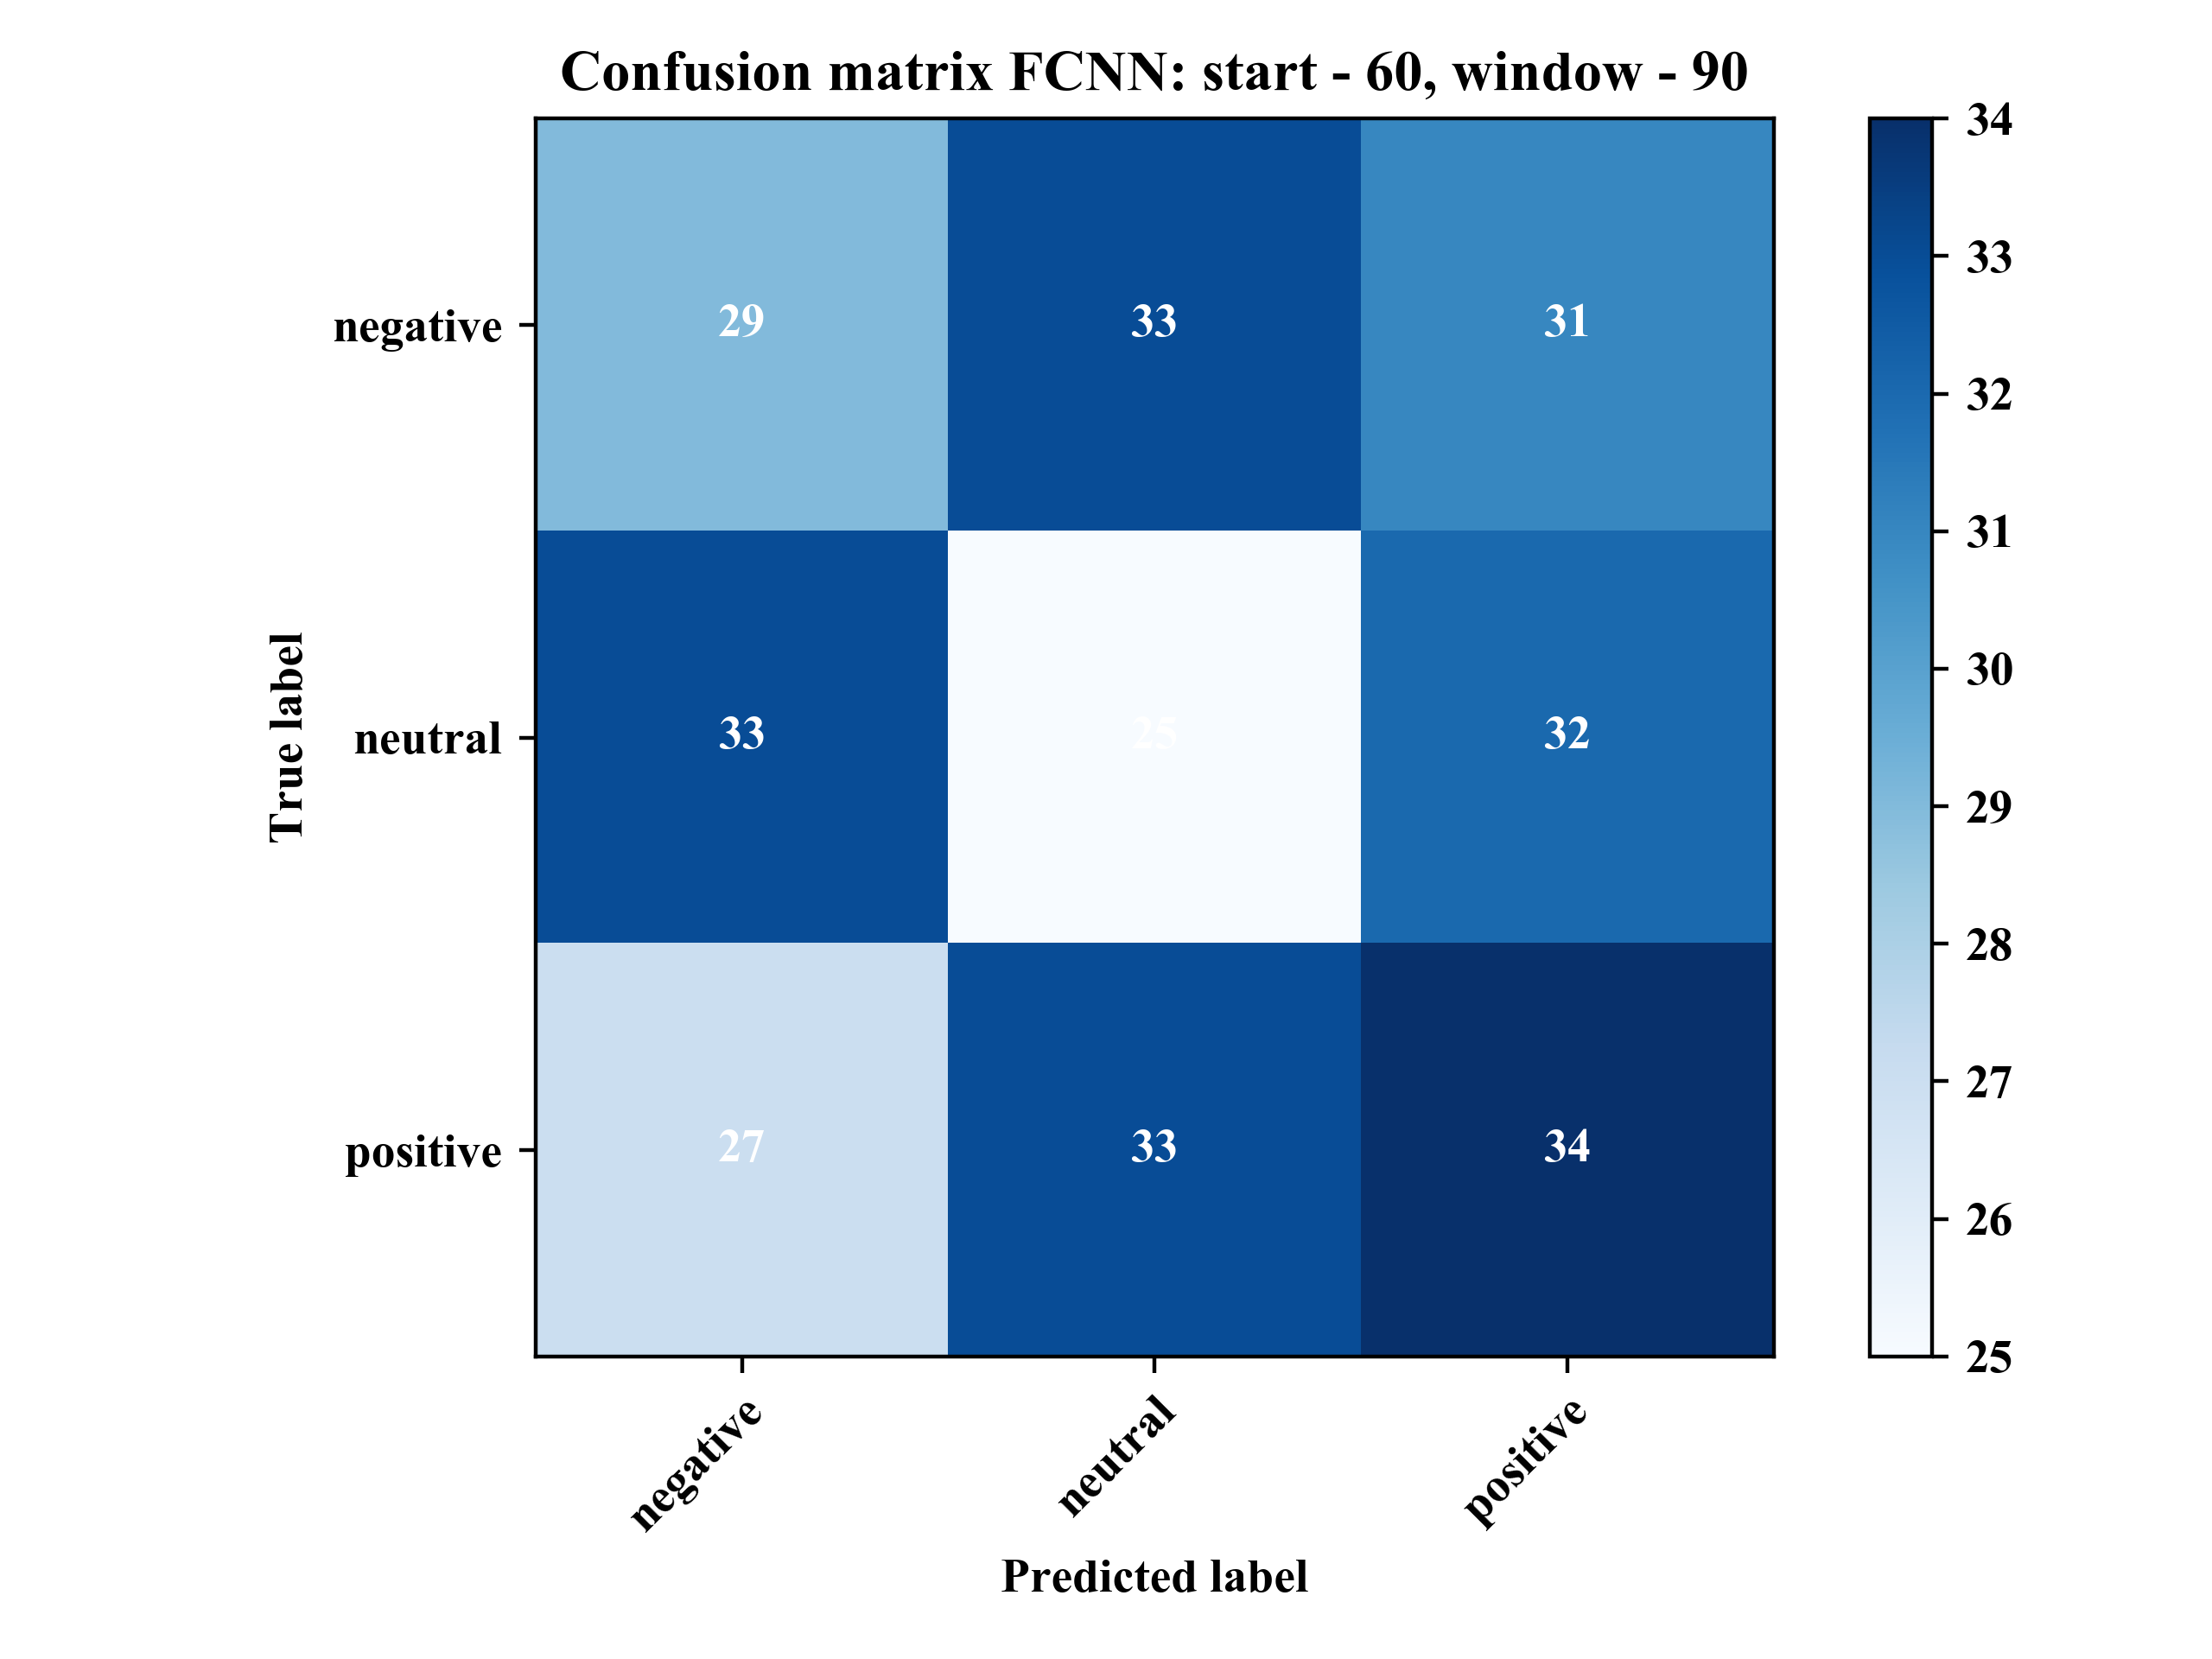 Confusion matrix FCNN: start - 60, window - 90
True label
negative
neutral
positive
29 33 31
33 25 32
27 33 34
negative neutral positive
Predicted label
34
33
32
31
30
29
28
27
26
25